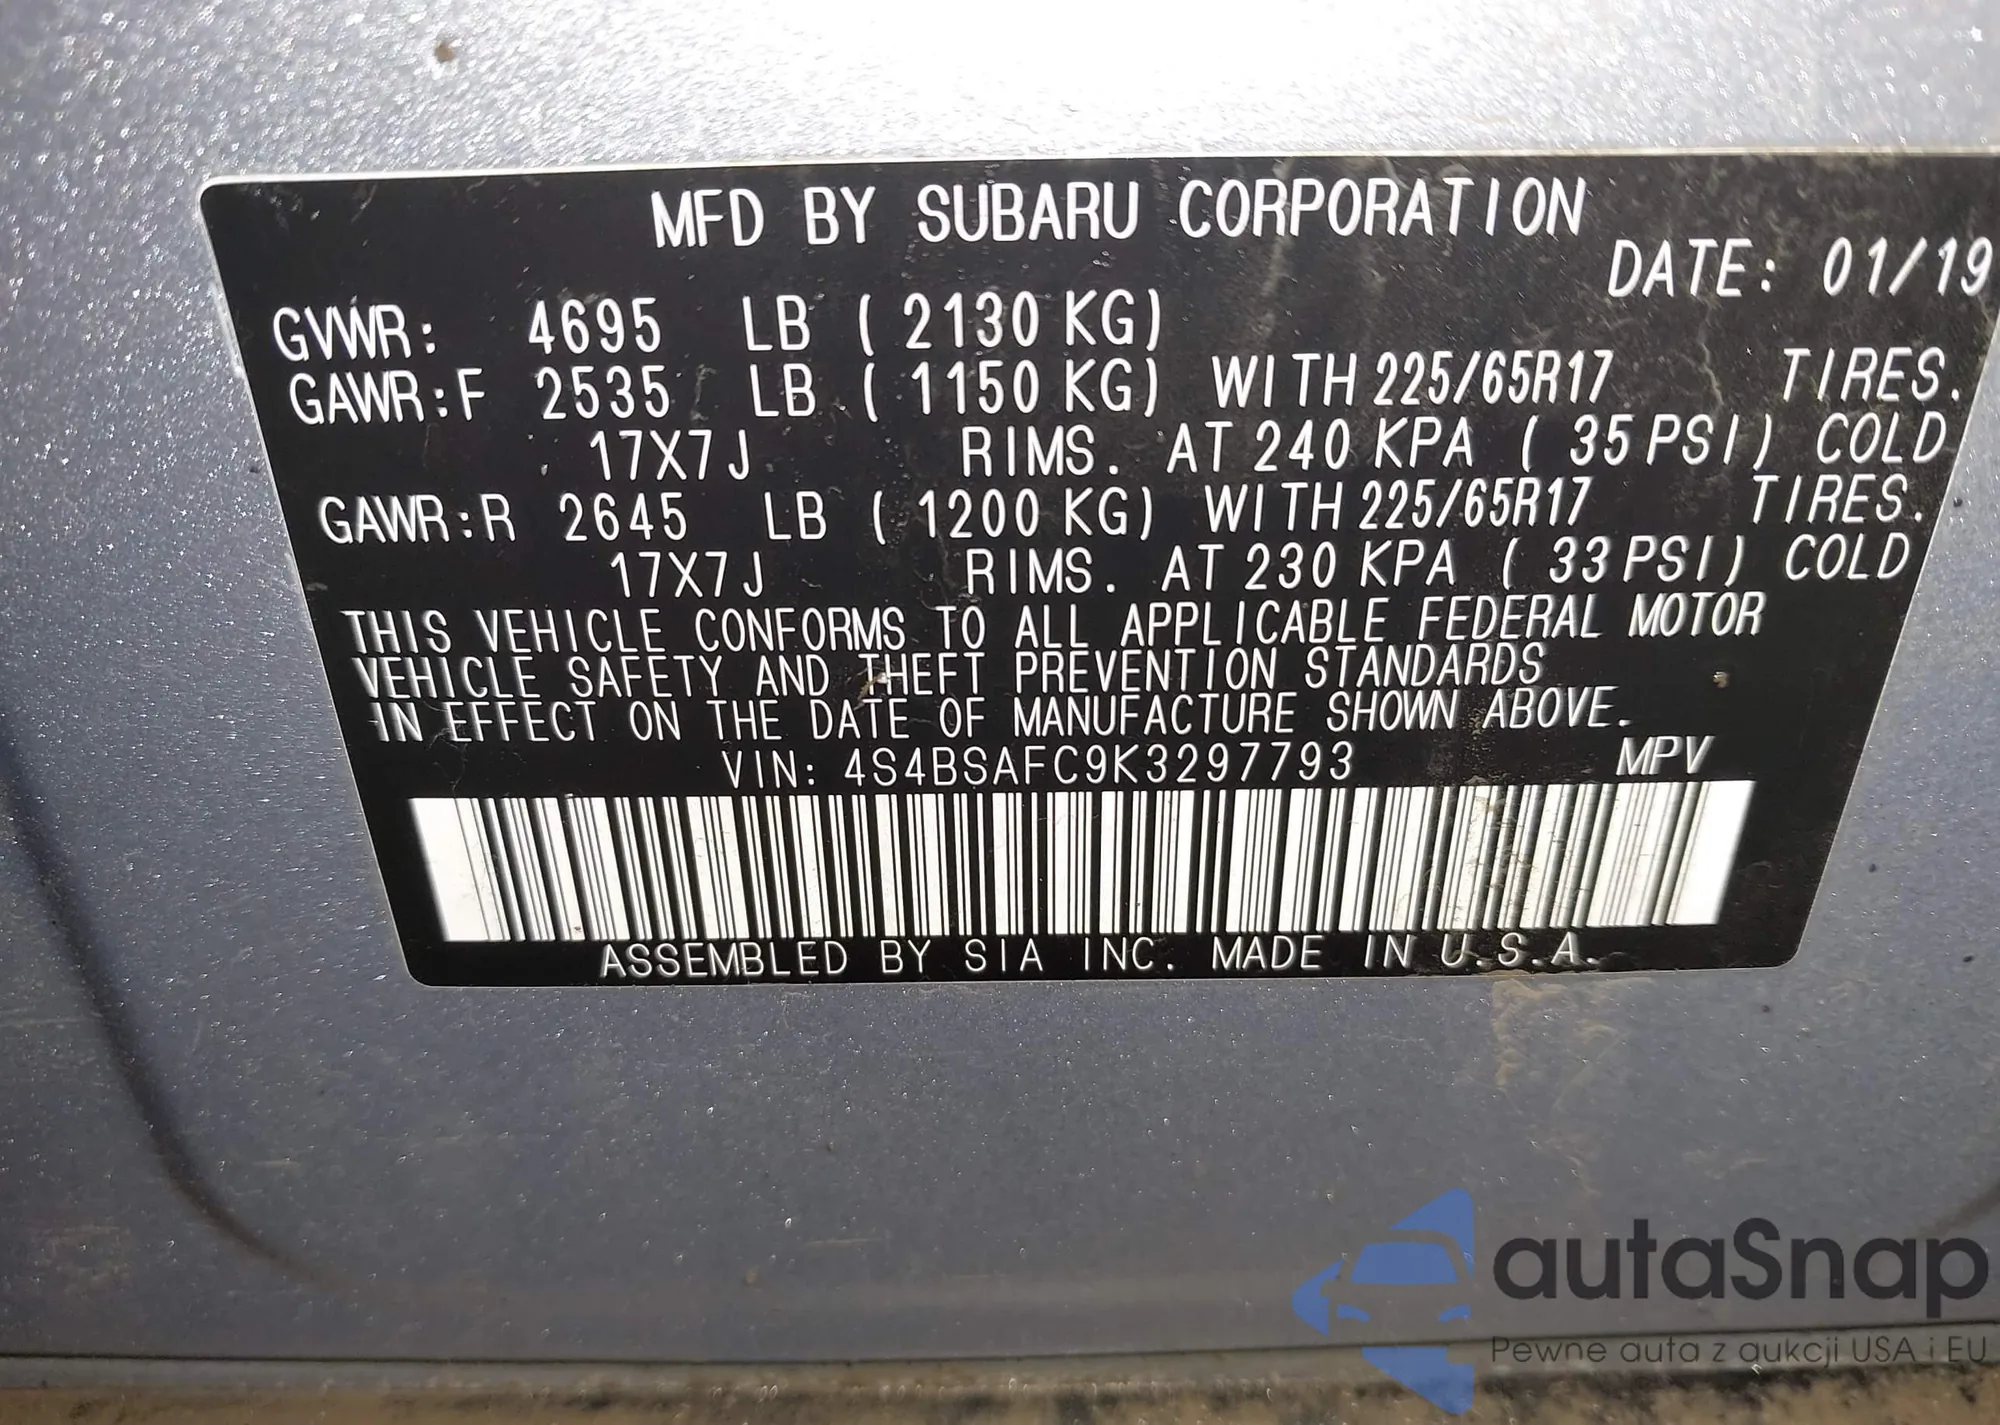 MFD BY SUBARU CORPORATION
DATE: 01/19
GVWR: 4695 LB ( 2130 KG)
GAWR:F 2535 LB ( 1150 KG) WITH 225/65R17 TIRES.
17X7J RIMS. AT 240 KPA ( 35 PSI) COLD
GAWR:R 2645 LB ( 1200 KG) WITH 225/65R17 TIRES.
17X7J RIMS. AT 230 KPA ( 33 PSI) COLD
THIS VEHICLE CONFORMS TO ALL APPLICABLE FEDERAL MOTOR
VEHICLE SAFETY AND THEFT PREVENTION STANDARDS
IN EFFECT ON THE DATE OF MANUFACTURE SHOWN ABOVE.
VIN: 4S4BSAFC9K3297793 MPV
ASSEMBLED BY SIA INC. MADE IN U.S.A.
autaSnap
Pewne auta z aukcji USA i EU